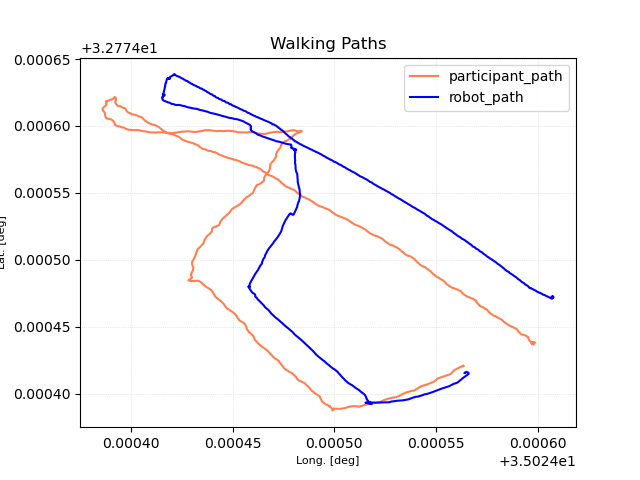 Walking Paths
+3.2774e1
participant_path
robot_path
0.00065
0.00060
0.00055
0.00050
0.00045
0.00040
Lat. [deg]
0.00040 0.00045 0.00050 0.00055 0.00060
Long. [deg]
+3.5024e1